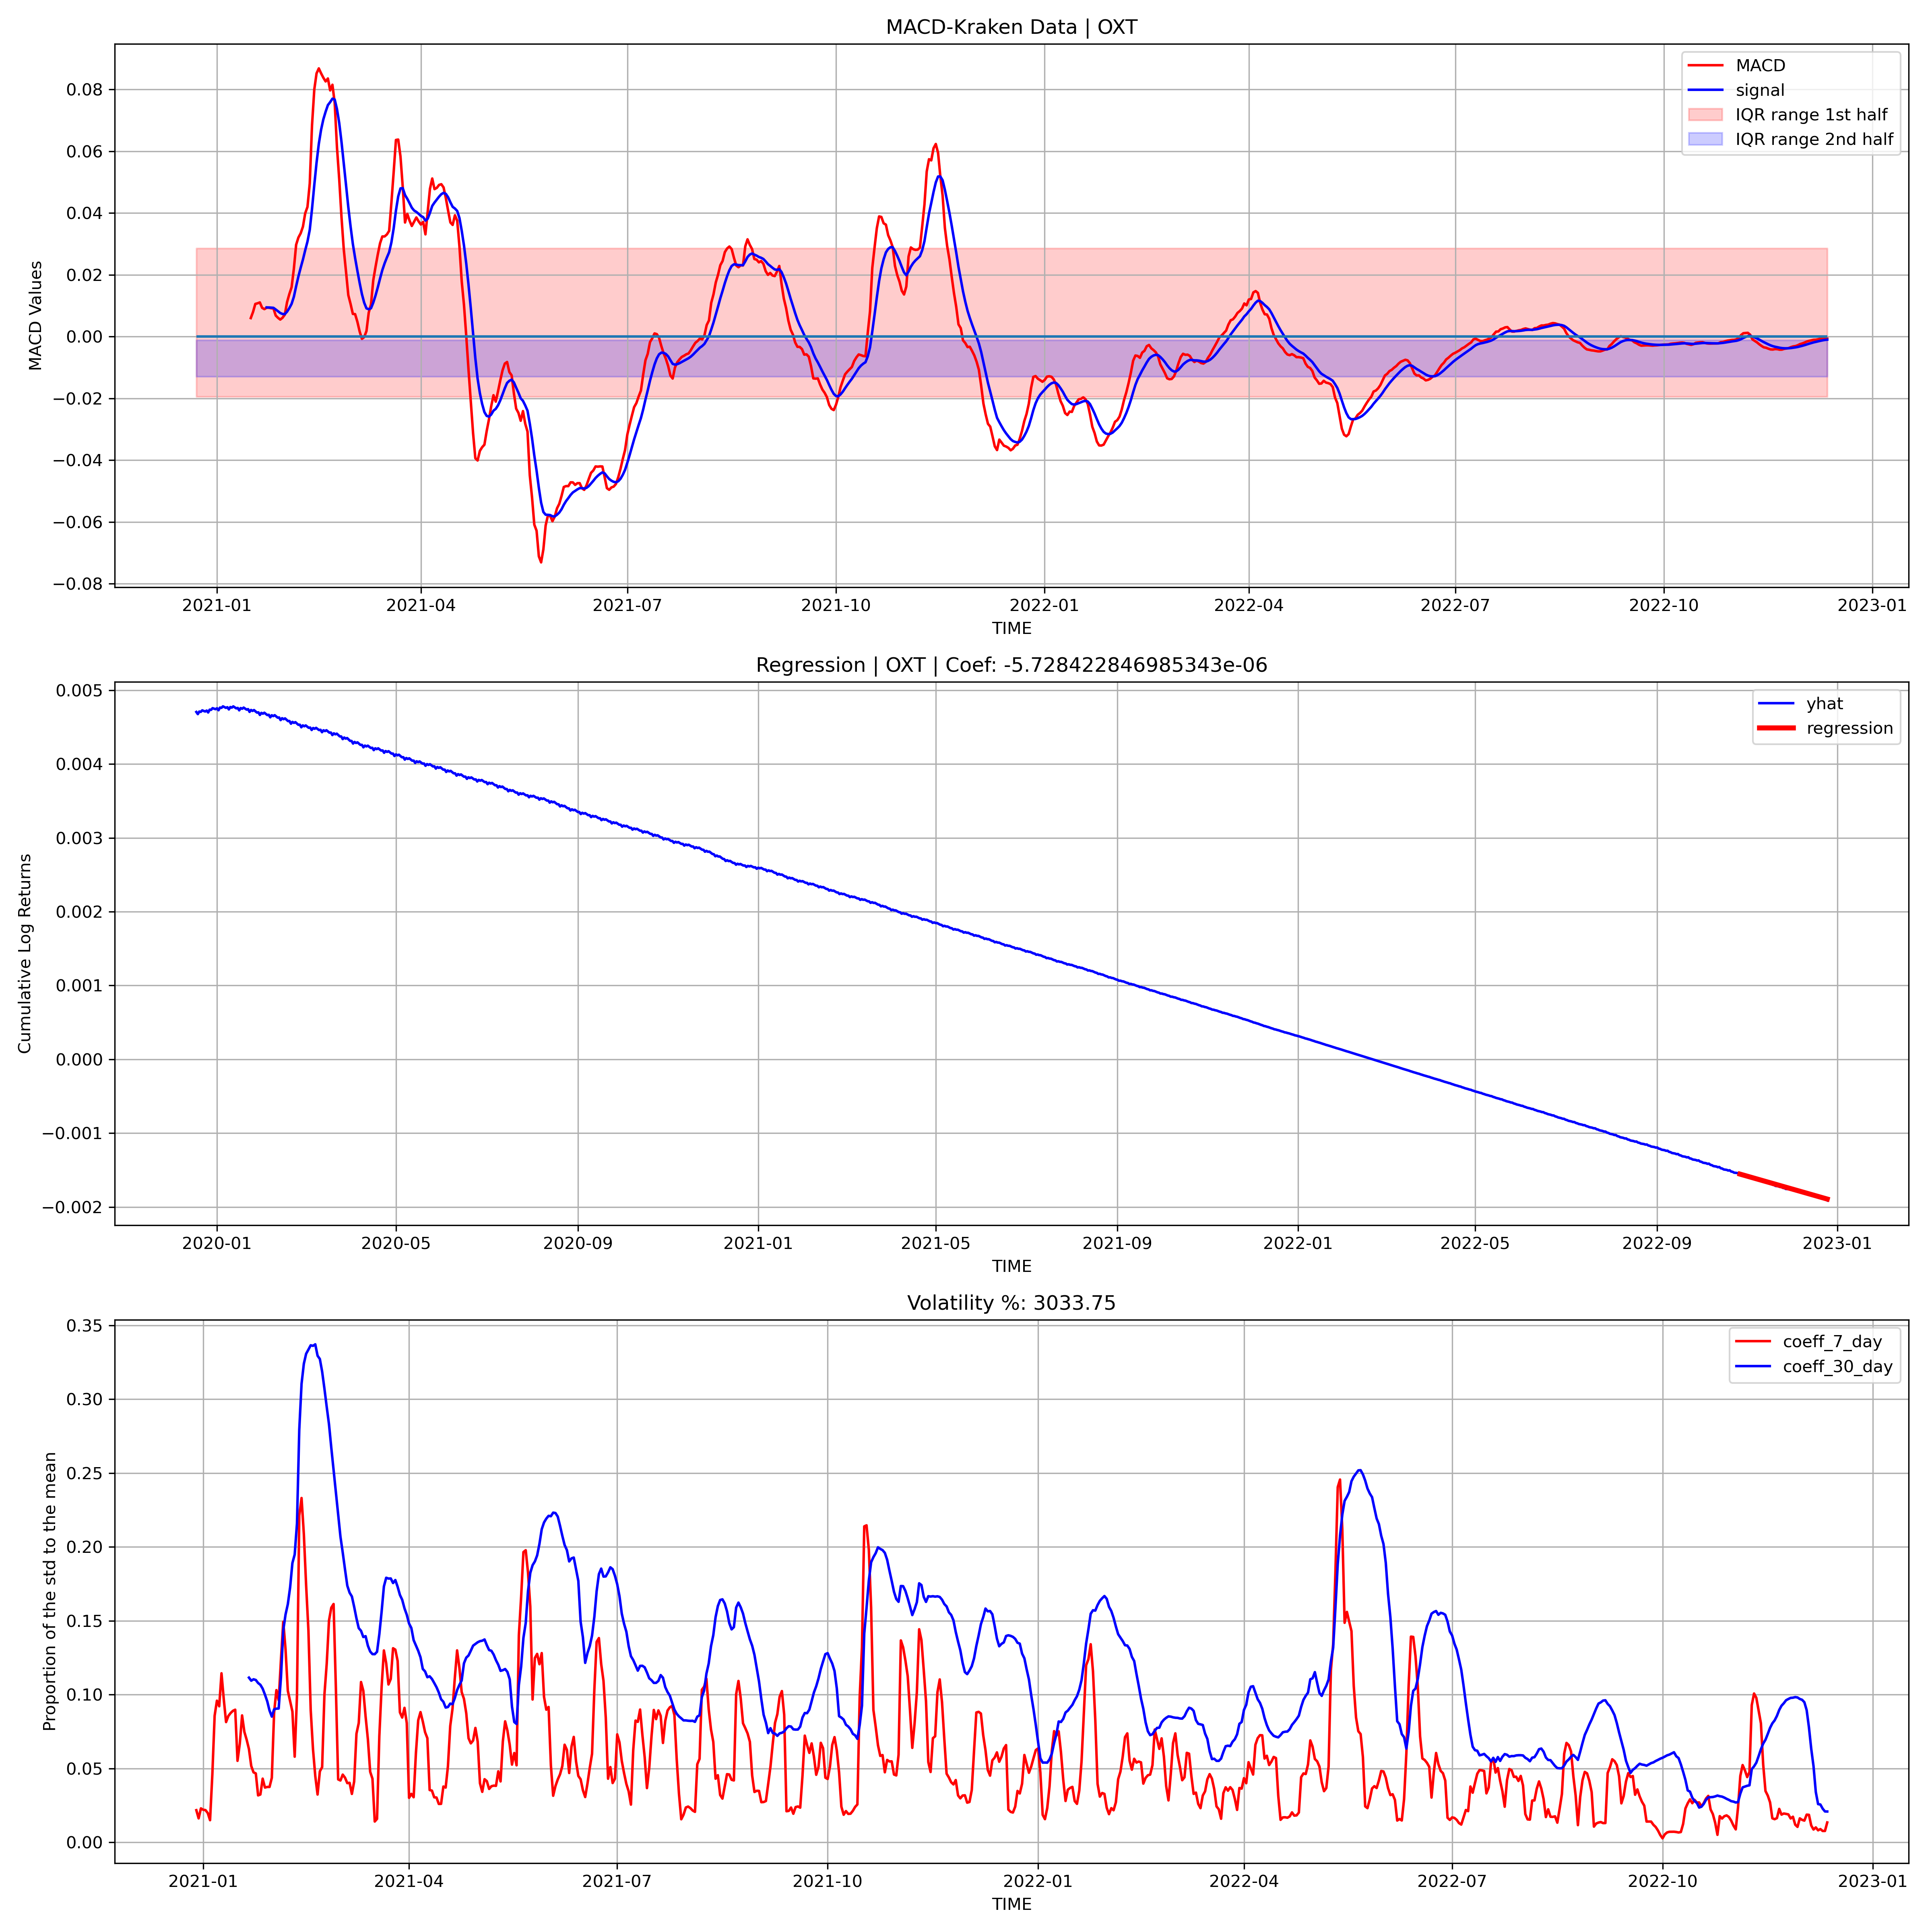 MACD-Kraken Data | OXT
MACD Values
0.08
0.06
0.04
0.02
0.00
−0.02
−0.04
−0.06
−0.08
MACD
signal
IQR range 1st half
IQR range 2nd half
2021-01 2021-04 2021-07 2021-10 2022-01 2022-04 2022-07 2022-10 2023-01
TIME
Regression | OXT | Coef: -5.728422846985343e-06
Cumulative Log Returns
0.005
0.004
0.003
0.002
0.001
0.000
−0.001
−0.002
yhat
regression
2020-01 2020-05 2020-09 2021-01 2021-05 2021-09 2022-01 2022-05 2022-09 2023-01
TIME
Volatility %: 3033.75
Proportion of the std to the mean
0.35
0.30
0.25
0.20
0.15
0.10
0.05
0.00
coeff_7_day
coeff_30_day
2021-01 2021-04 2021-07 2021-10 2022-01 2022-04 2022-07 2022-10 2023-01
TIME